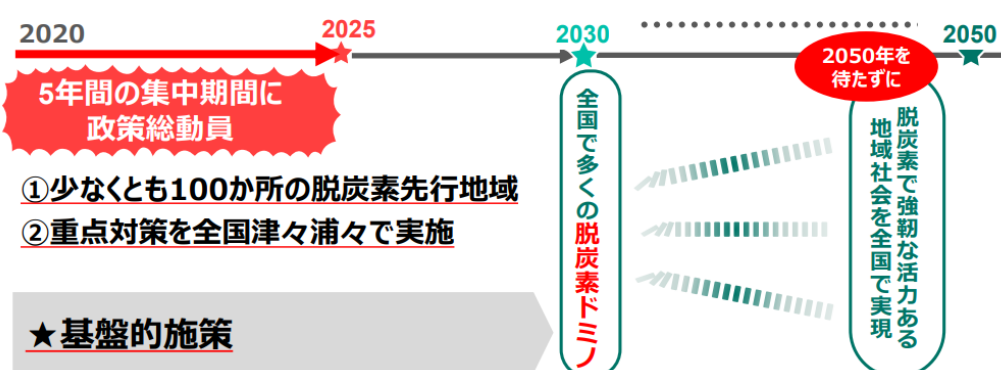 2020
2025
2030
2050
5年間の集中期間に
政策総動員
①少なくとも100か所の脱炭素先行地域
②重点対策を全国津々浦々で実施
★基盤的施策
全国で多くの脱炭素ドミノ
2050年を
待たずに
脱炭素で強靭な活力ある
地域社会を全国で実現